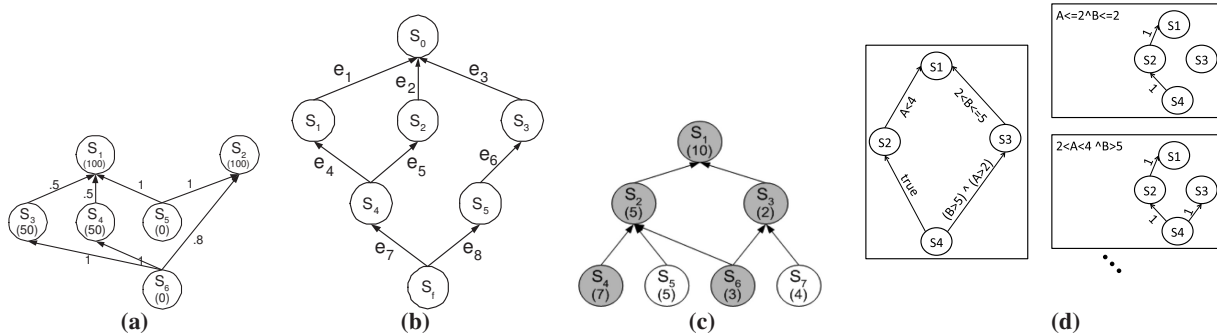 S1
(100)
S2
(100)
.5
.5
1
1
S3
(50)
S4
(50)
S5
(0)
.8
1
1
S6
(0)
(a)
S0
e1
e2
e3
S1
S2
S3
e4
e5
e6
S4
S5
e7
e8
Sf
(b)
S1
(10)
S2
(5)
S3
(2)
S4
(7)
S5
(5)
S6
(3)
S7
(4)
(c)
S1
A<4
2<B<=5
S2
S3
true
(B>5) ^ (A>2)
S4
A<=2^B<=2
S1
1
S2
S3
1
S4
2<A<4 ^B>5
S1
1
S2
S3
1
1
S4
(d)